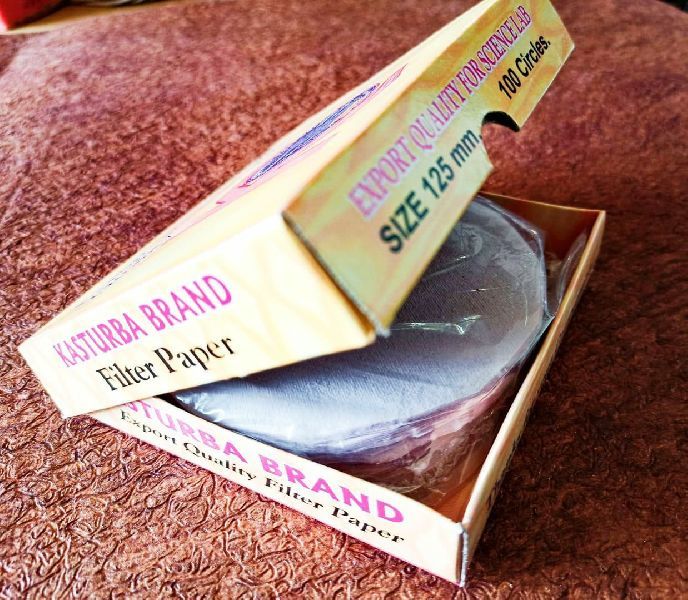 EXPORT QUALITY FOR SCIENCE LAB
SIZE 125 mm.
100 Circles.
KASTURBA BRAND
Filter Paper
KASTURBA BRAND
Export Quality Filter Paper